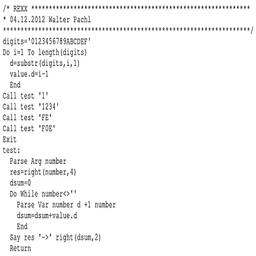 /* REXX **************************************************************
* 04.12.2012 Walter Pachl
**********************************************************************/
digits='0123456789ABCDEF'
Do i=1 To length(digits)
  d=substr(digits,i,1)
  value.d=i-1
  End
Call test '1'
Call test '1234'
Call test 'FE'
Call test 'F0E'
Exit
test:
  Parse Arg number
  res=right(number,4)
  dsum=0
  Do While number<>''
    Parse Var number d +1 number
    dsum=dsum+value.d
    End
  Say res '->' right(dsum,2)
  Return